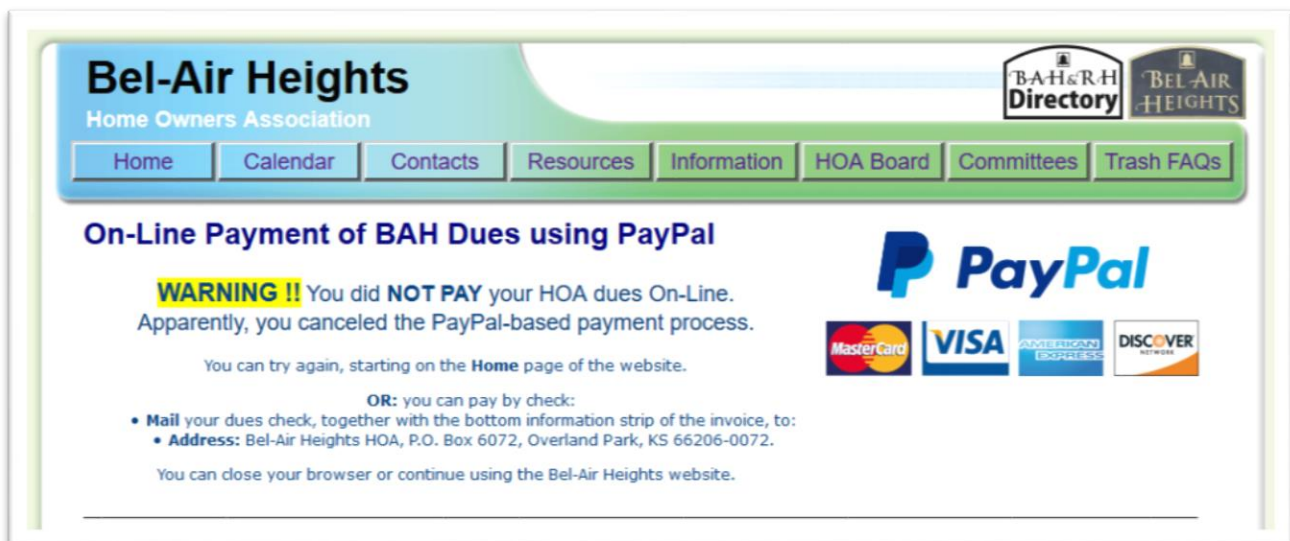 Bel-Air Heights
Home Owners Association
BAH&RH
Directory
BEL AIR
HEIGHTS
Home Calendar Contacts Resources Information HOA Board Committees Trash FAQs
On-Line Payment of BAH Dues using PayPal
PayPal
WARNING !! You did NOT PAY your HOA dues On-Line.
Apparently, you canceled the PayPal-based payment process.
MasterCard VISA AMERICAN EXPRESS DISCOVER NETWORK
You can try again, starting on the Home page of the website.
OR: you can pay by check:
• Mail your dues check, together with the bottom information strip of the invoice, to:
• Address: Bel-Air Heights HOA, P.O. Box 6072, Overland Park, KS 66206-0072.
You can close your browser or continue using the Bel-Air Heights website.